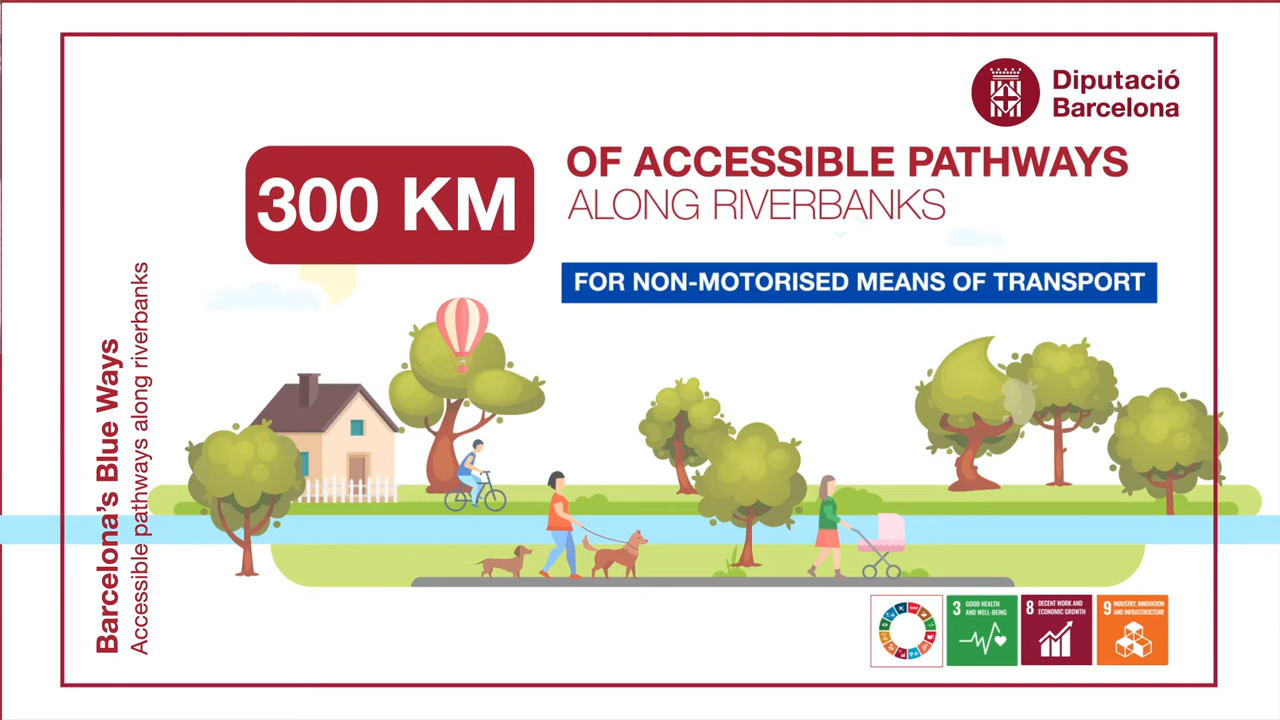 Diputació
Barcelona
300 KM
OF ACCESSIBLE PATHWAYS
ALONG RIVERBANKS
FOR NON-MOTORISED MEANS OF TRANSPORT
Barcelona's Blue Ways
Accessible pathways along riverbanks
3 GOOD HEALTH
AND WELL-BEING
8 DECENT WORK AND
ECONOMIC GROWTH
9 INDUSTRY, INNOVATION
AND INFRASTRUCTURE